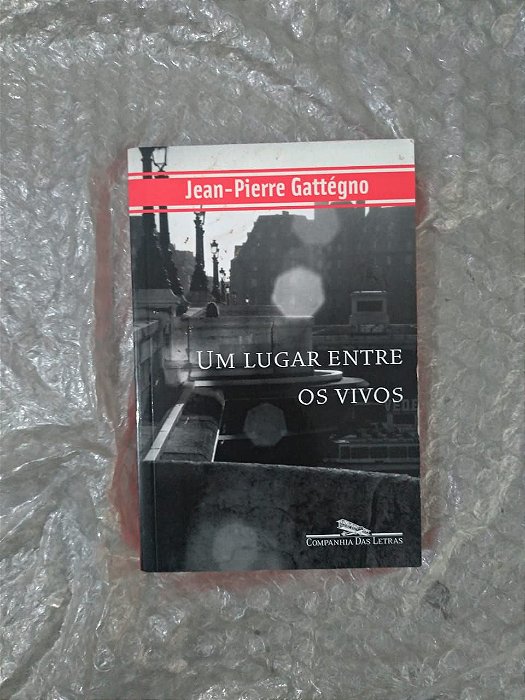 Jean-Pierre Gattégno
UM LUGAR ENTRE
OS VIVOS
COMPANHIA DAS LETRAS